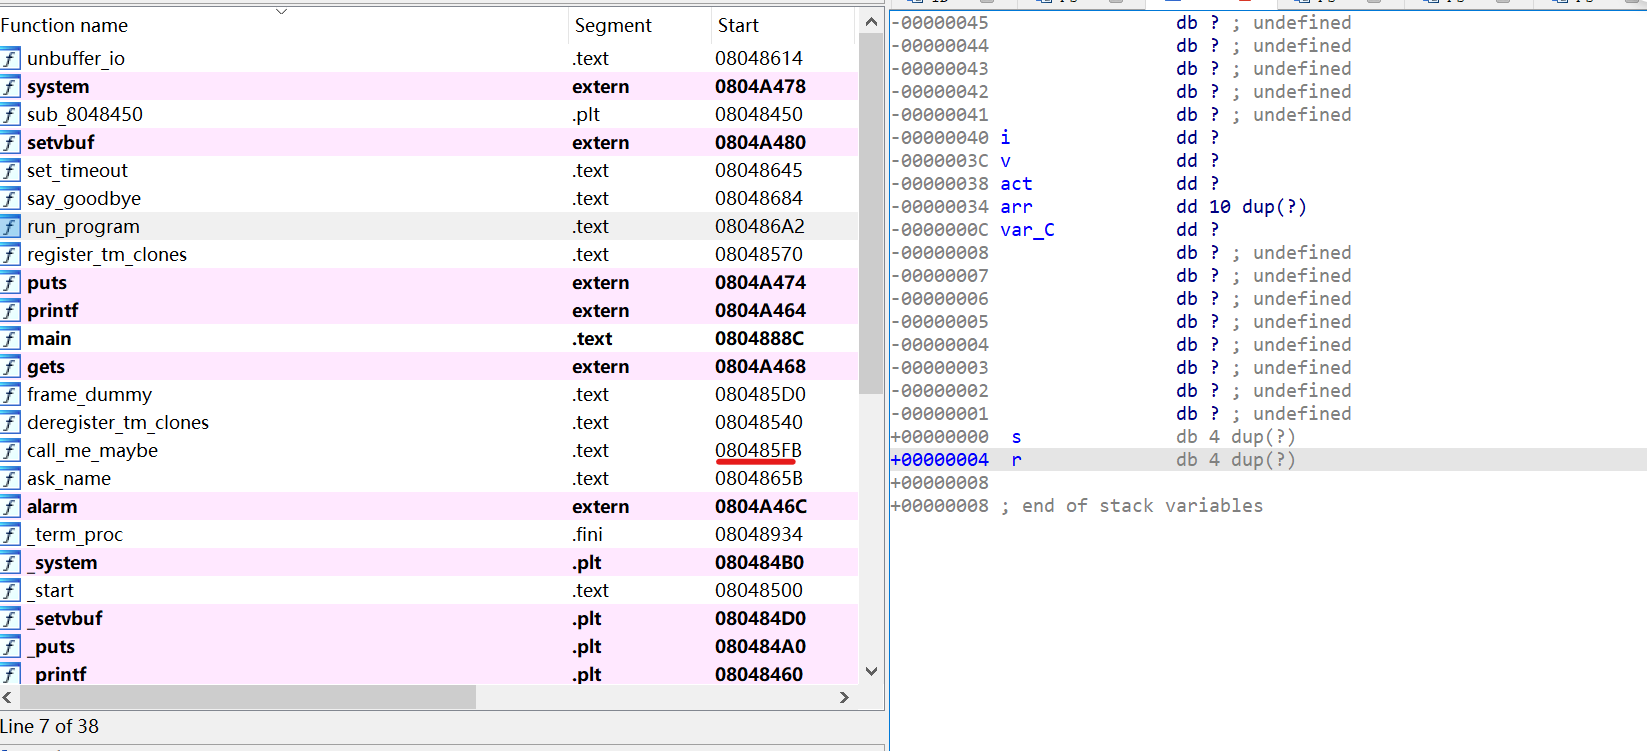 Function name Segment Start
f unbuffer_io .text 08048614
f system extern 0804A478
f sub_8048450 .plt 08048450
f setvbuf extern 0804A480
f set_timeout .text 08048645
f say_goodbye .text 08048684
f run_program .text 080486A2
f register_tm_clones .text 08048570
f puts extern 0804A474
f printf extern 0804A464
f main .text 0804888C
f gets extern 0804A468
f frame_dummy .text 080485D0
f deregister_tm_clones .text 08048540
f call_me_maybe .text 080485FB
f ask_name .text 0804865B
f alarm extern 0804A46C
f _term_proc .fini 08048934
f _system .plt 080484B0
f _start .text 08048500
f _setvbuf .plt 080484D0
f _puts .plt 080484A0
f _printf .plt 08048460
Line 7 of 38
-00000045 db ? ; undefined
-00000044 db ? ; undefined
-00000043 db ? ; undefined
-00000042 db ? ; undefined
-00000041 db ? ; undefined
-00000040 i dd ?
-0000003C v dd ?
-00000038 act dd ?
-00000034 arr dd 10 dup(?)
-0000000C var_C dd ?
-00000008 db ? ; undefined
-00000007 db ? ; undefined
-00000006 db ? ; undefined
-00000005 db ? ; undefined
-00000004 db ? ; undefined
-00000003 db ? ; undefined
-00000002 db ? ; undefined
-00000001 db ? ; undefined
+00000000 s db 4 dup(?)
+00000004 r db 4 dup(?)
+00000008
+00000008 ; end of stack variables